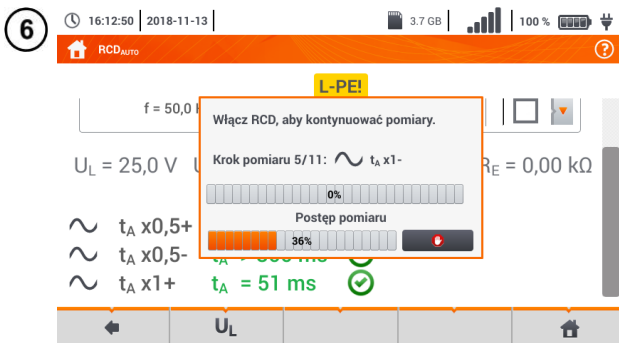 6
16:12:50 2018-11-13 3.7 GB 100 %
RCDAUTO ?
L-PE!
f = 50,0
Włącz RCD, aby kontynuować pomiary.
Krok pomiaru 5/11: tA x1-
UL = 25,0 V RE = 0,00 kΩ
0%
Postęp pomiaru
36%
tA x0,5+
tA x0,5-
tA x1+ tA = 51 ms
UL